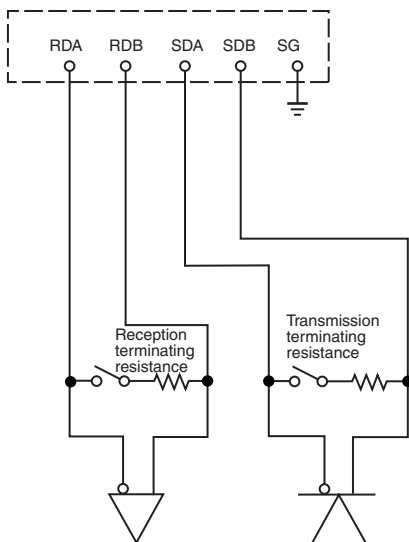 RDA RDB SDA SDB SG
Reception
terminating
resistance
Transmission
terminating
resistance